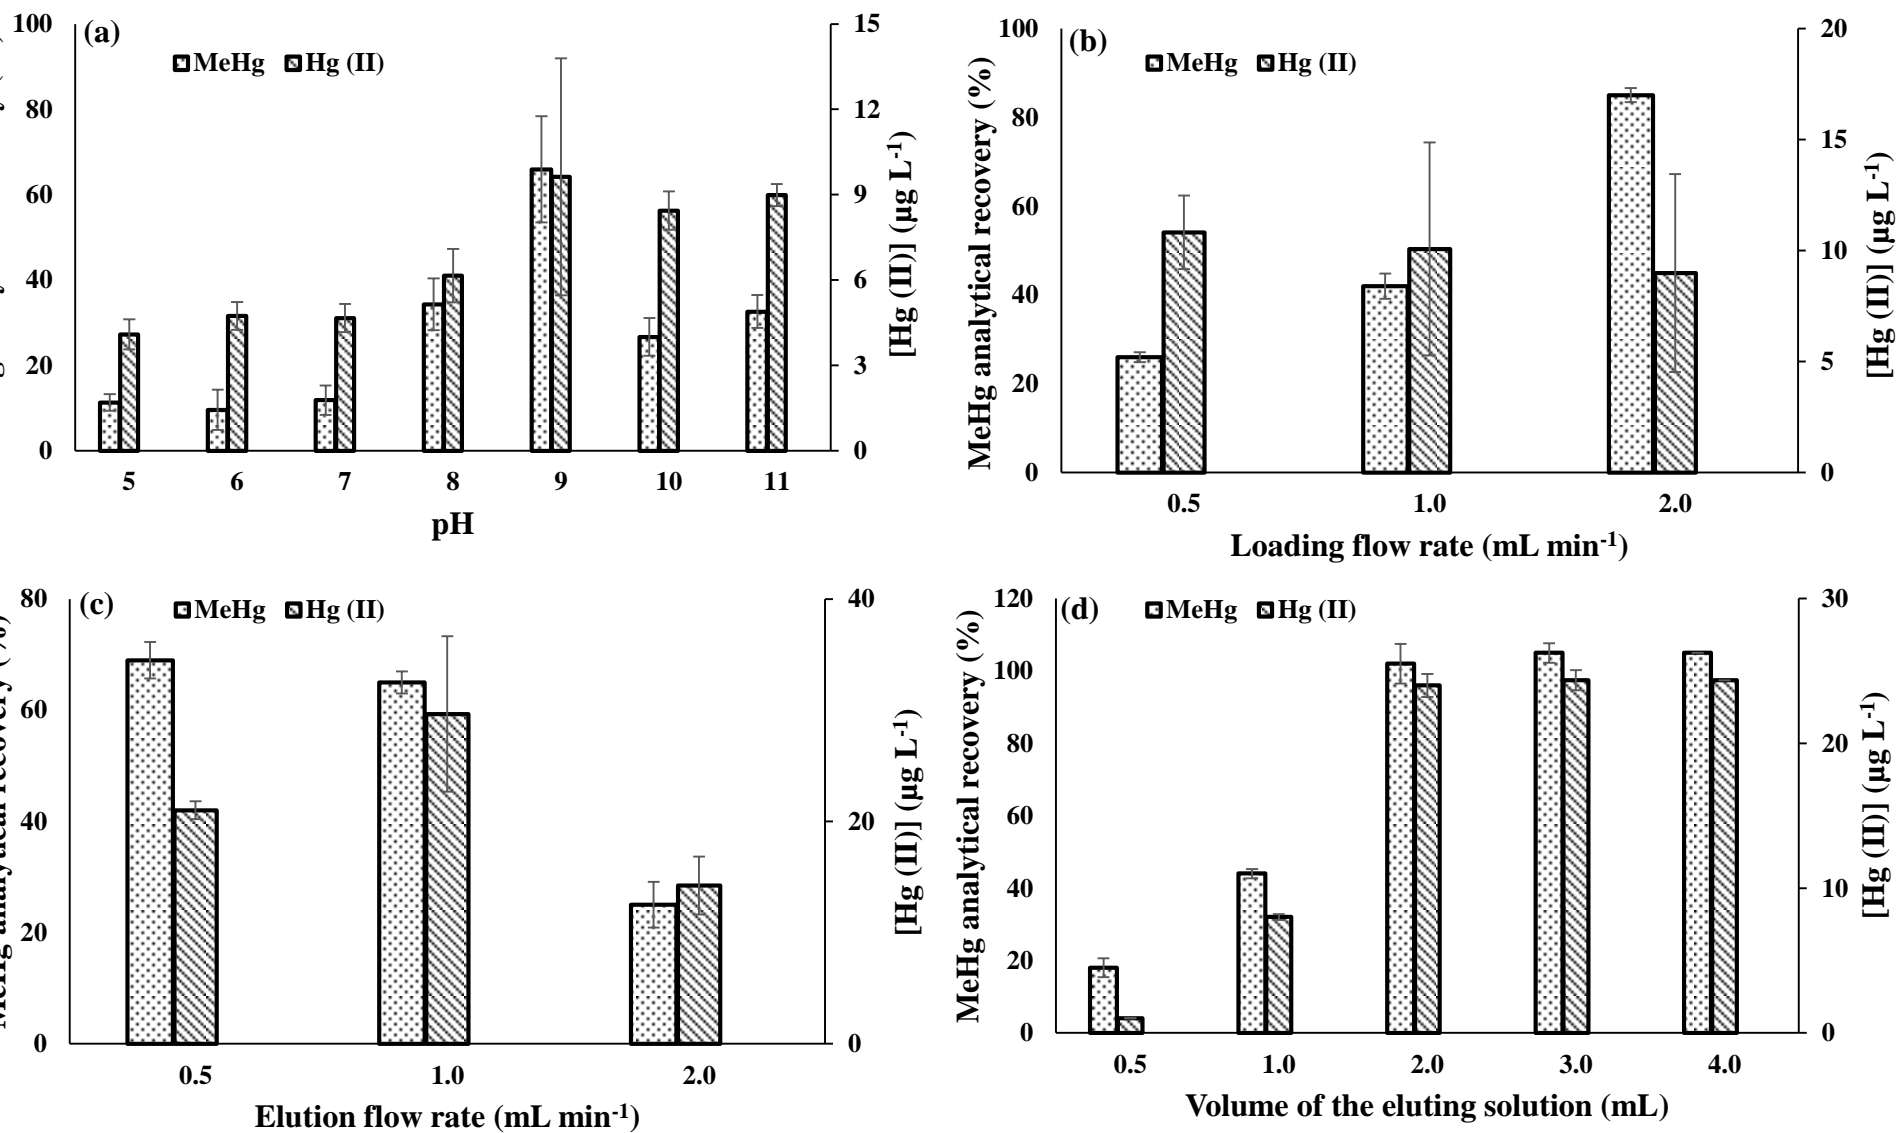 (a)
MeHg Hg (II)
100
80
60
40
20
0
15
12
9
6
3
0
[Hg (II)] (µg L-1)
5 6 7 8 9 10 11
pH
(b)
MeHg Hg (II)
MeHg analytical recovery (%)
100
80
60
40
20
0
20
15
10
5
0
[Hg (II)] (µg L-1)
0.5 1.0 2.0
Loading flow rate (mL min-1)
(c)
MeHg Hg (II)
MeHg analytical recovery (%)
80
60
40
20
0
40
20
0
[Hg (II)] (µg L-1)
0.5 1.0 2.0
Elution flow rate (mL min-1)
(d)
MeHg Hg (II)
MeHg analytical recovery (%)
120
100
80
60
40
20
0
30
20
10
0
[Hg (II)] (µg L-1)
0.5 1.0 2.0 3.0 4.0
Volume of the eluting solution (mL)